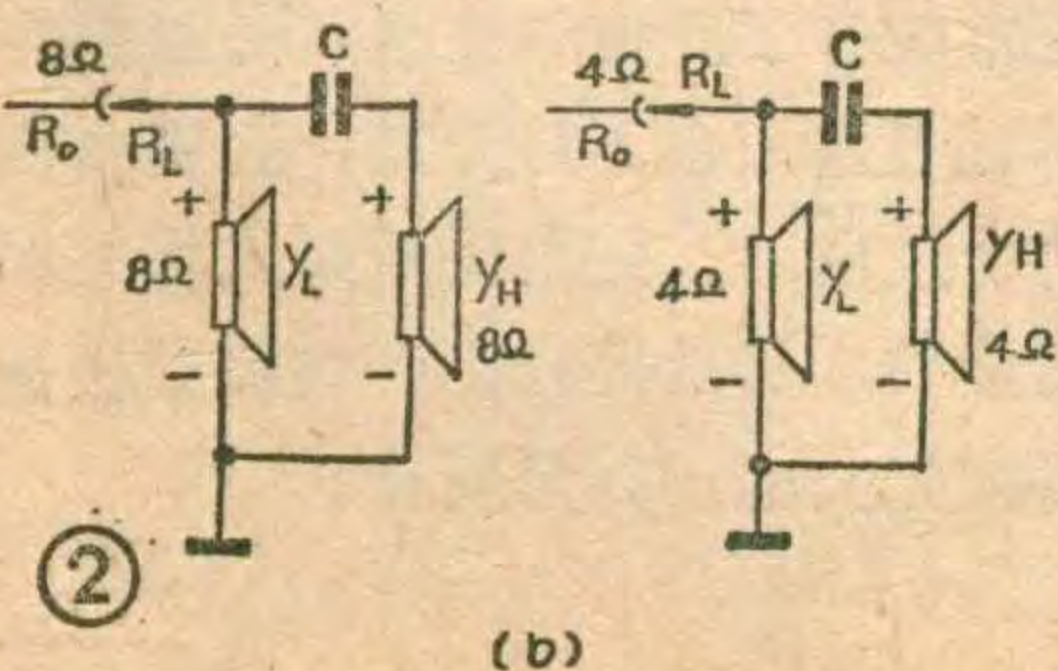 8Ω
C
R₀ R_L
+ +
8Ω Y_L Y_H
8Ω
− −
4Ω R_L C
R₀
+ +
4Ω Y_L Y_H
4Ω
− −
②
(b)